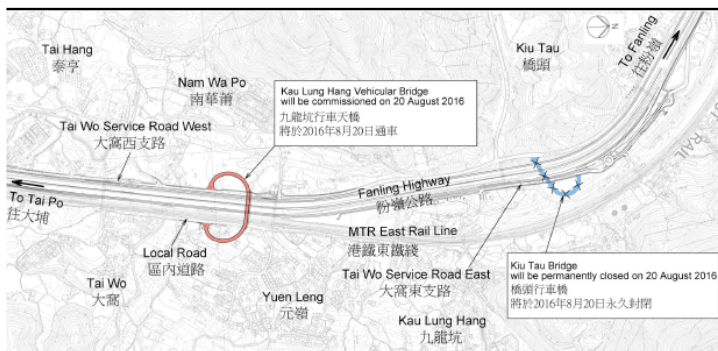 Tai Hang
泰亨
Nam Wa Po
南華莆
Kiu Tau
橋頭
N
To Fanling
往粉嶺
Kau Lung Hang Vehicular Bridge
will be commissioned on 20 August 2016
九龍坑行車天橋
將於2016年8月20日通車
Tai Wo Service Road West
大窩西支路
RAIL
To Tai Po
往大埔
Fanling Highway
粉嶺公路
MTR East Rail Line
港鐵東鐵綫
Local Road
區內道路
Tai Wo Service Road East
大窩東支路
Kiu Tau Bridge
will be permanently closed on 20 August 2016
橋頭行車橋
將於2016年8月20日永久封閉
Tai Wo
大窩
Yuen Leng
元嶺
Kau Lung Hang
九龍坑